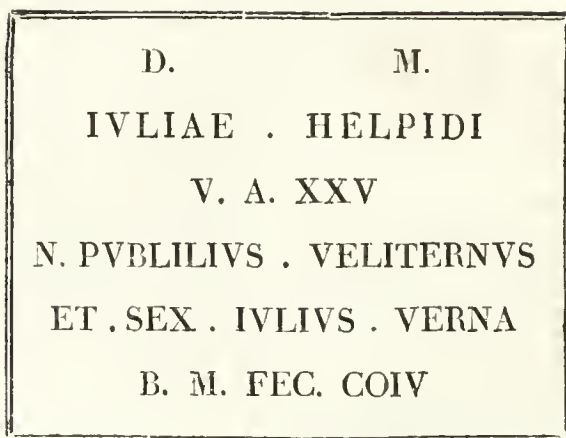 D. M.
IVLIAE . HELPIDI
V. A. XXV
N. PVBLILIVS . VELITERNVS
ET . SEX . IVLIVS . VERNA
B. M. FEC. COIV